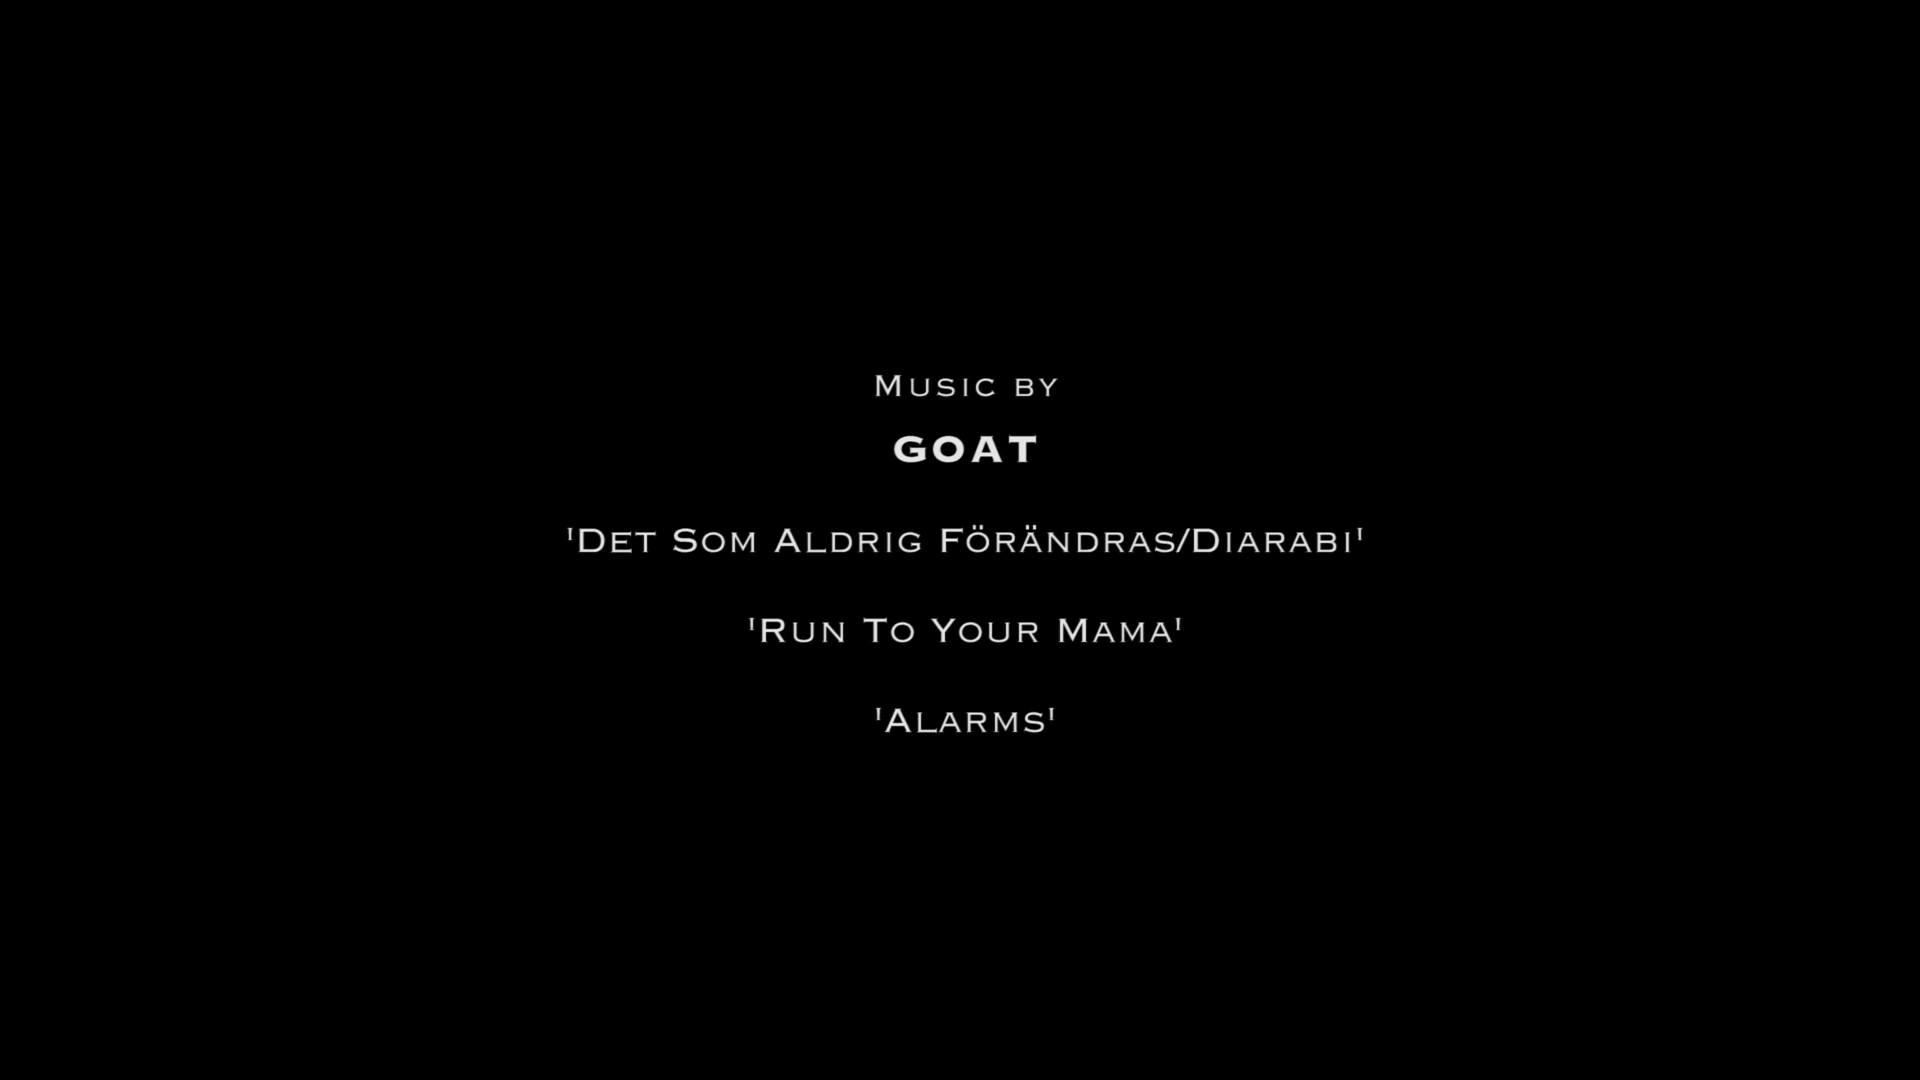 Music by
GOAT
'Det Som Aldrig Förändras/Diarabi'
'Run To Your Mama'
'Alarms'